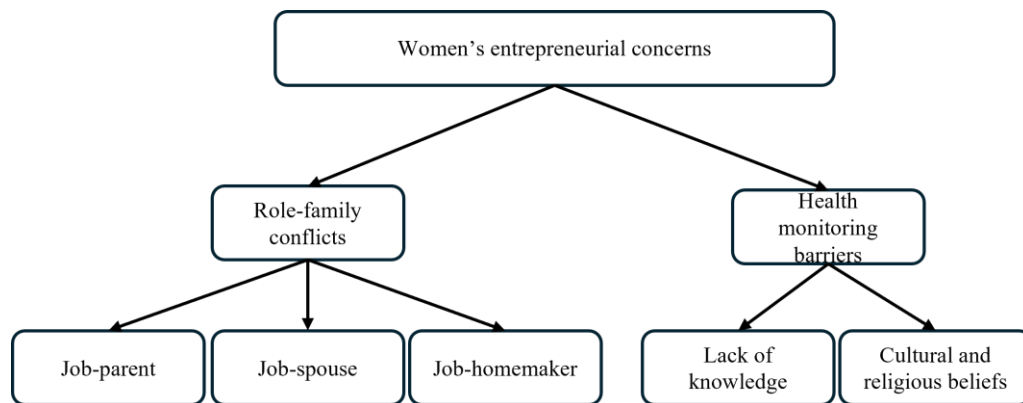 Women’s entrepreneurial concerns
Role-family
conflicts
Health
monitoring
barriers
Job-parent
Job-spouse
Job-homemaker
Lack of
knowledge
Cultural and
religious beliefs